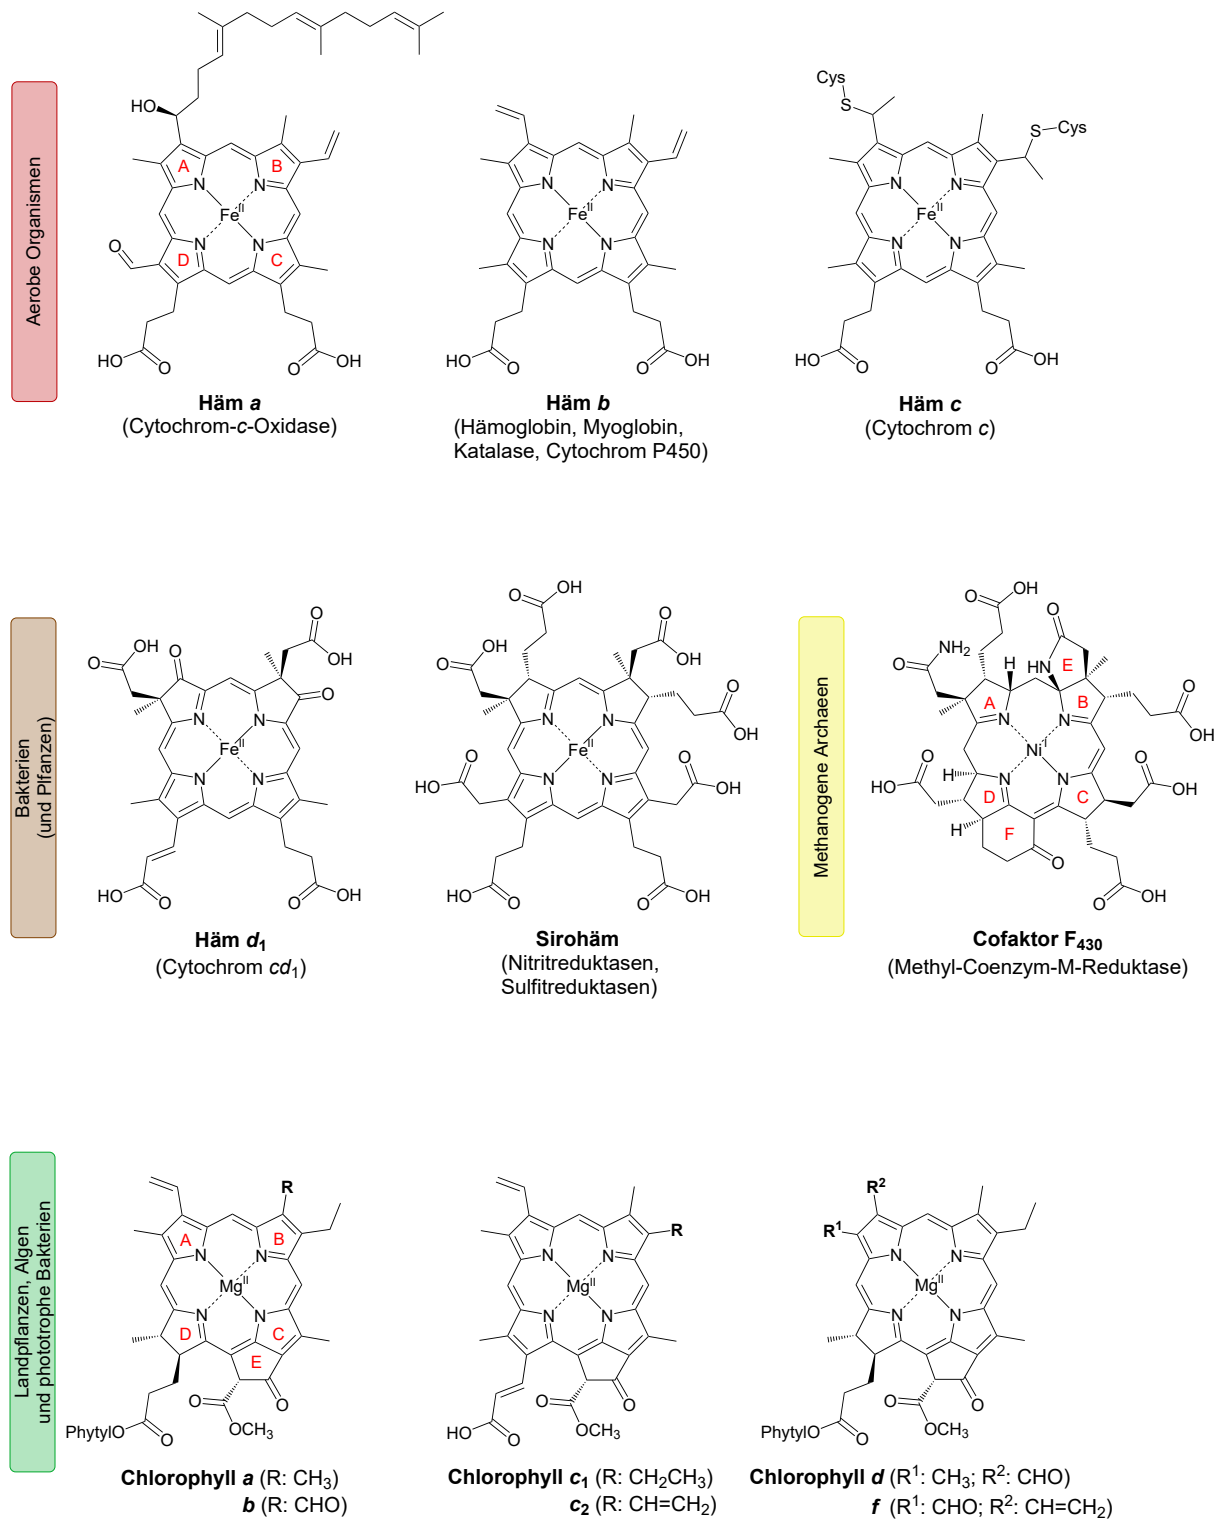 Aerobe Organismen
HO
A
B
N
N
Fe^II
N
N
D
C
O
HO
O
O
OH
Häm a
(Cytochrom-c-Oxidase)
N
N
Fe^II
N
N
HO
O
O
OH
Häm b
(Hämoglobin, Myoglobin,
Katalase, Cytochrom P450)
Cys
S
S
Cys
N
N
Fe^II
N
N
HO
O
O
OH
Häm c
(Cytochrom c)
Bakterien
(und Plfanzen)
OH
O
O
O
OH
O
N
N
Fe^II
N
N
HO
O
O
OH
Häm d₁
(Cytochrom cd₁)
O
OH
OH
O
O
OH
O
OH
N
N
Fe^II
N
N
O
HO
O
OH
HO
O
O
OH
Sirohäm
(Nitritreduktasen,
Sulfitreduktasen)
Methanogene Archaeen
O
OH
O
NH₂
O
H
HN
E
A
B
O
OH
N
N
Ni^I
N
N
H
D
C
O
HO
O
OH
H
F
O
O
OH
Cofaktor F₄₃₀
(Methyl-Coenzym-M-Reduktase)
Landpflanzen, Algen
und phototrophe Bakterien
R
A
B
N
N
Mg^II
N
N
D
C
E
O
O
OCH₃
PhytylO
O
Chlorophyll a (R: CH₃)
b (R: CHO)
R
N
N
Mg^II
N
N
O
O
OCH₃
HO
O
Chlorophyll c₁ (R: CH₂CH₃)
c₂ (R: CH=CH₂)
R²
R¹
N
N
Mg^II
N
N
O
O
OCH₃
PhytylO
O
Chlorophyll d (R¹: CH₃; R²: CHO)
f (R¹: CHO; R²: CH=CH₂)